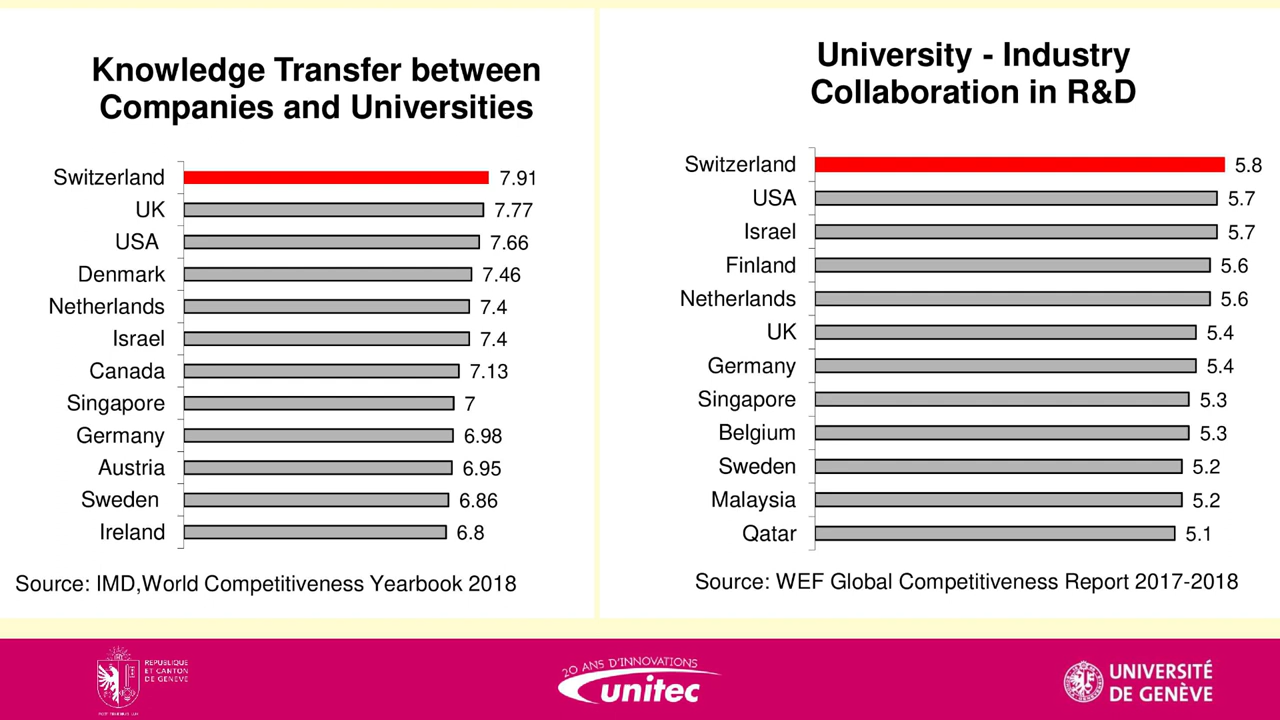 Knowledge Transfer between
Companies and Universities
Switzerland 7.91
UK 7.77
USA 7.66
Denmark 7.46
Netherlands 7.4
Israel 7.4
Canada 7.13
Singapore 7
Germany 6.98
Austria 6.95
Sweden 6.86
Ireland 6.8
Source: IMD,World Competitiveness Yearbook 2018
University - Industry
Collaboration in R&D
Switzerland 5.8
USA 5.7
Israel 5.7
Finland 5.6
Netherlands 5.6
UK 5.4
Germany 5.4
Singapore 5.3
Belgium 5.3
Sweden 5.2
Malaysia 5.2
Qatar 5.1
Source: WEF Global Competitiveness Report 2017-2018
REPUBLIQUE
ET CANTON
DE GENEVE
20 ANS D'INNOVATIONS
unitec
UNIVERSITÉ
DE GENÈVE